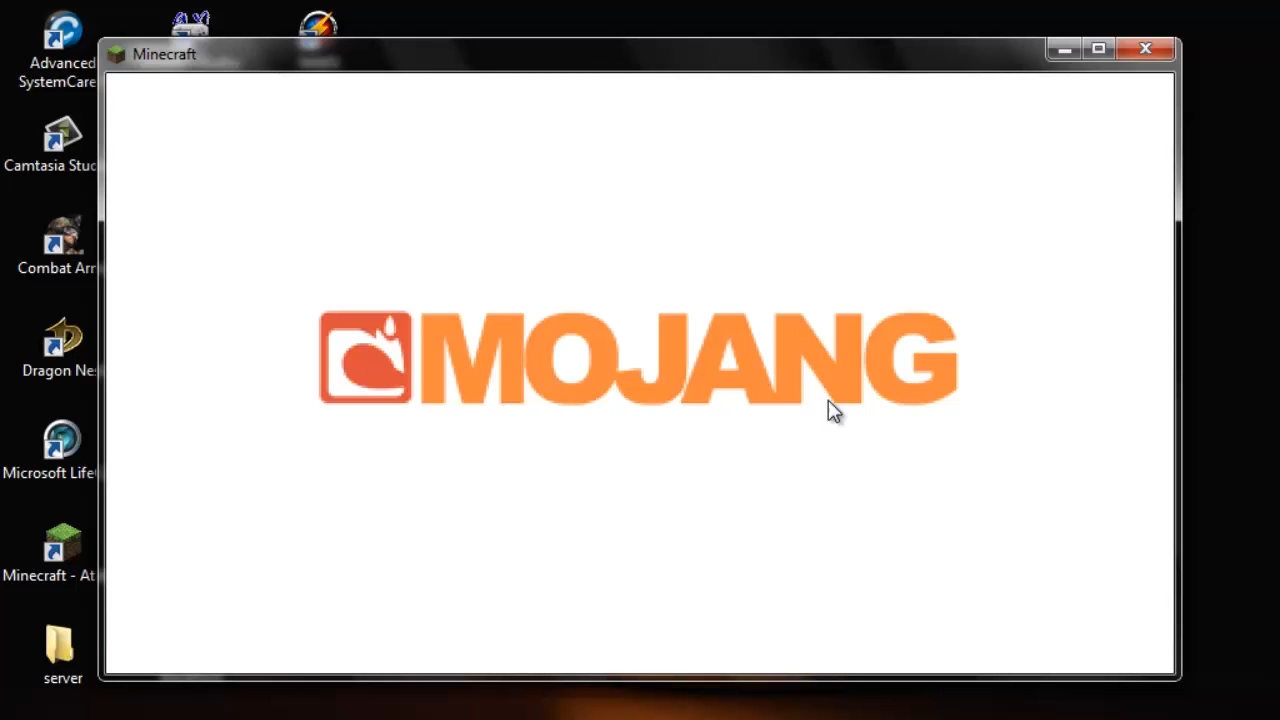 Advanced
SystemCare
Camtasia Stud
Combat Arr
Dragon Nes
Microsoft Life
Minecraft - At
server
Minecraft
MOJANG